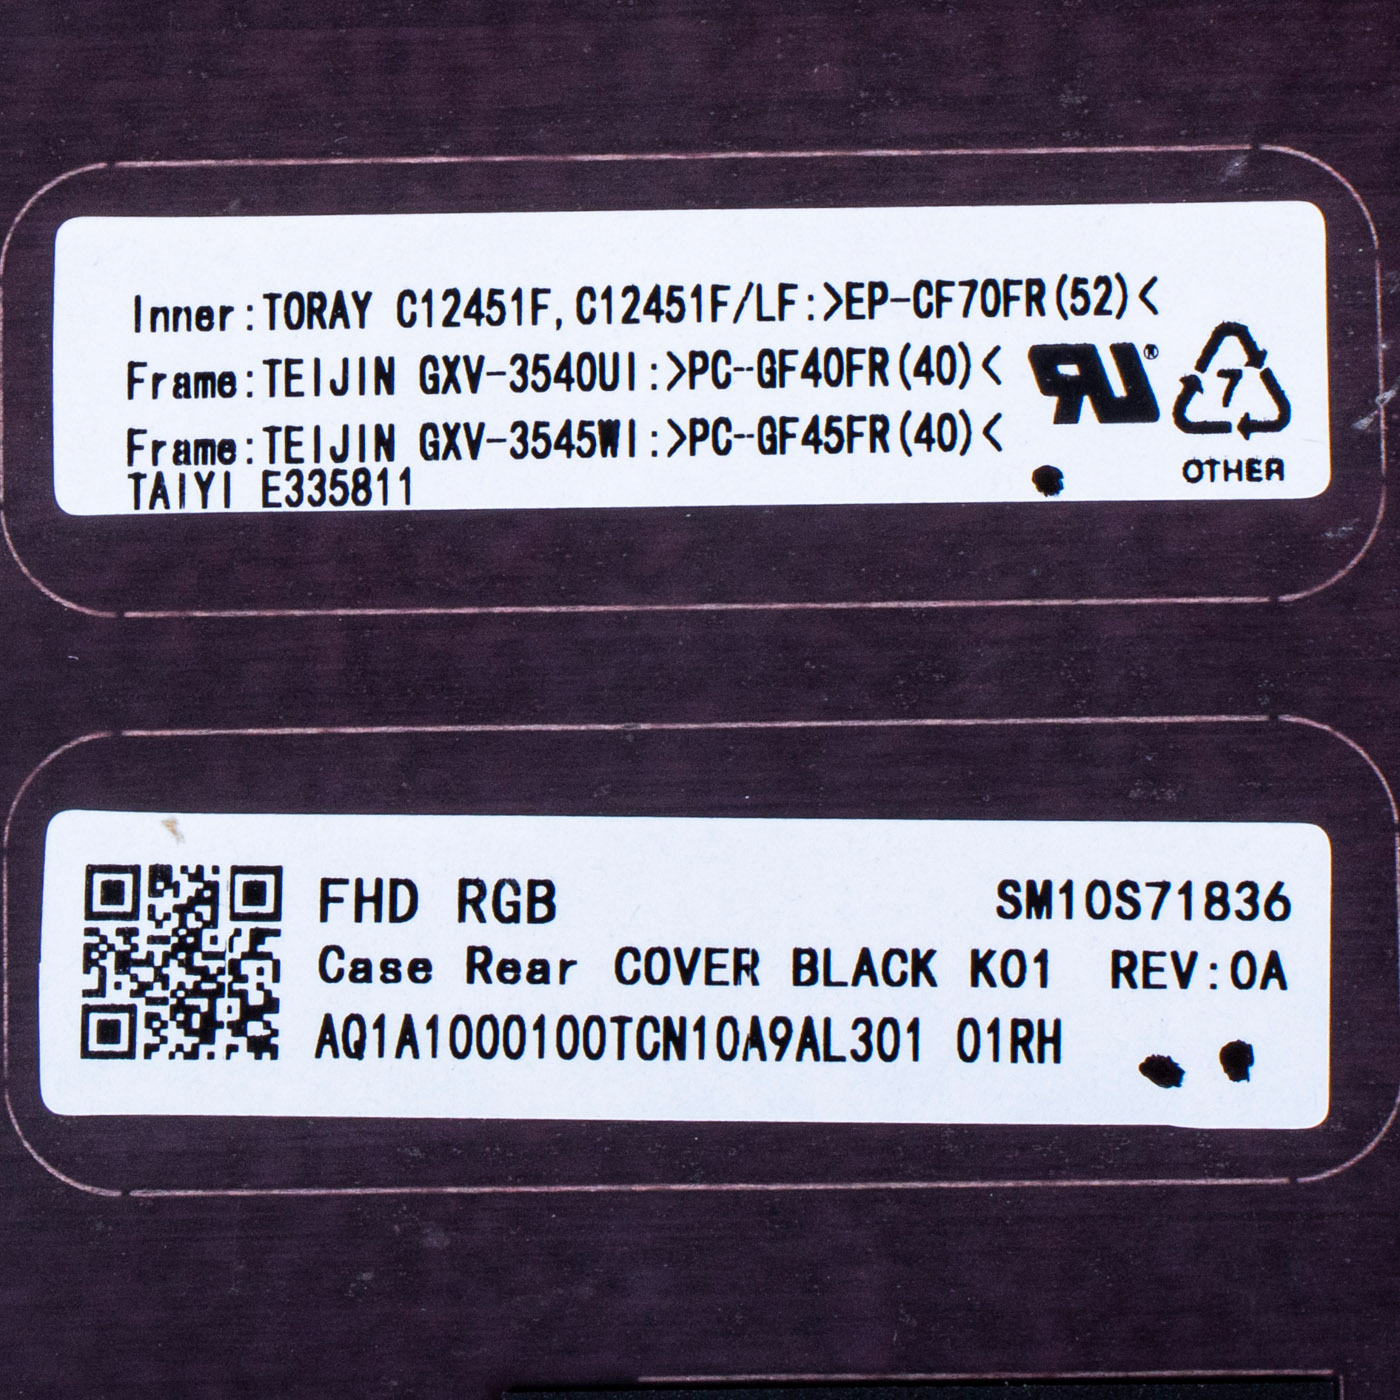 Inner:TORAY C12451F,C12451F/LF:>EP-CF70FR(52)<
Frame:TEIJIN GXV-3540UI:>PC--GF40FR(40)<
Frame:TEIJIN GXV-3545WI:>PC--GF45FR(40)<
TAIYI E335811
RU®
7
OTHER
FHD RGB SM10S71836
Case Rear COVER BLACK K01 REV:0A
AQ1A1000100TCN10A9AL301 01RH